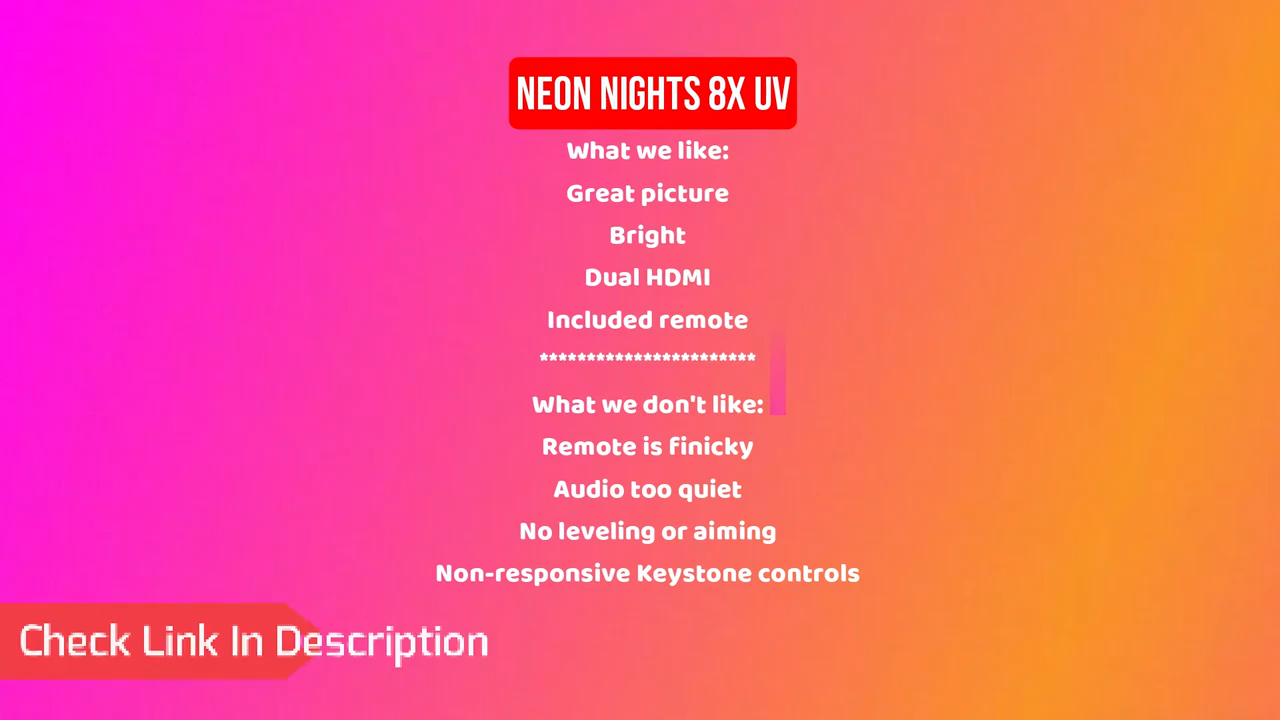 NEON NIGHTS 8X UV
What we like:
Great picture
Bright
Dual HDMI
Included remote
***********************
What we don't like:
Remote is finicky
Audio too quiet
No leveling or aiming
Non-responsive Keystone controls
Check Link In Description